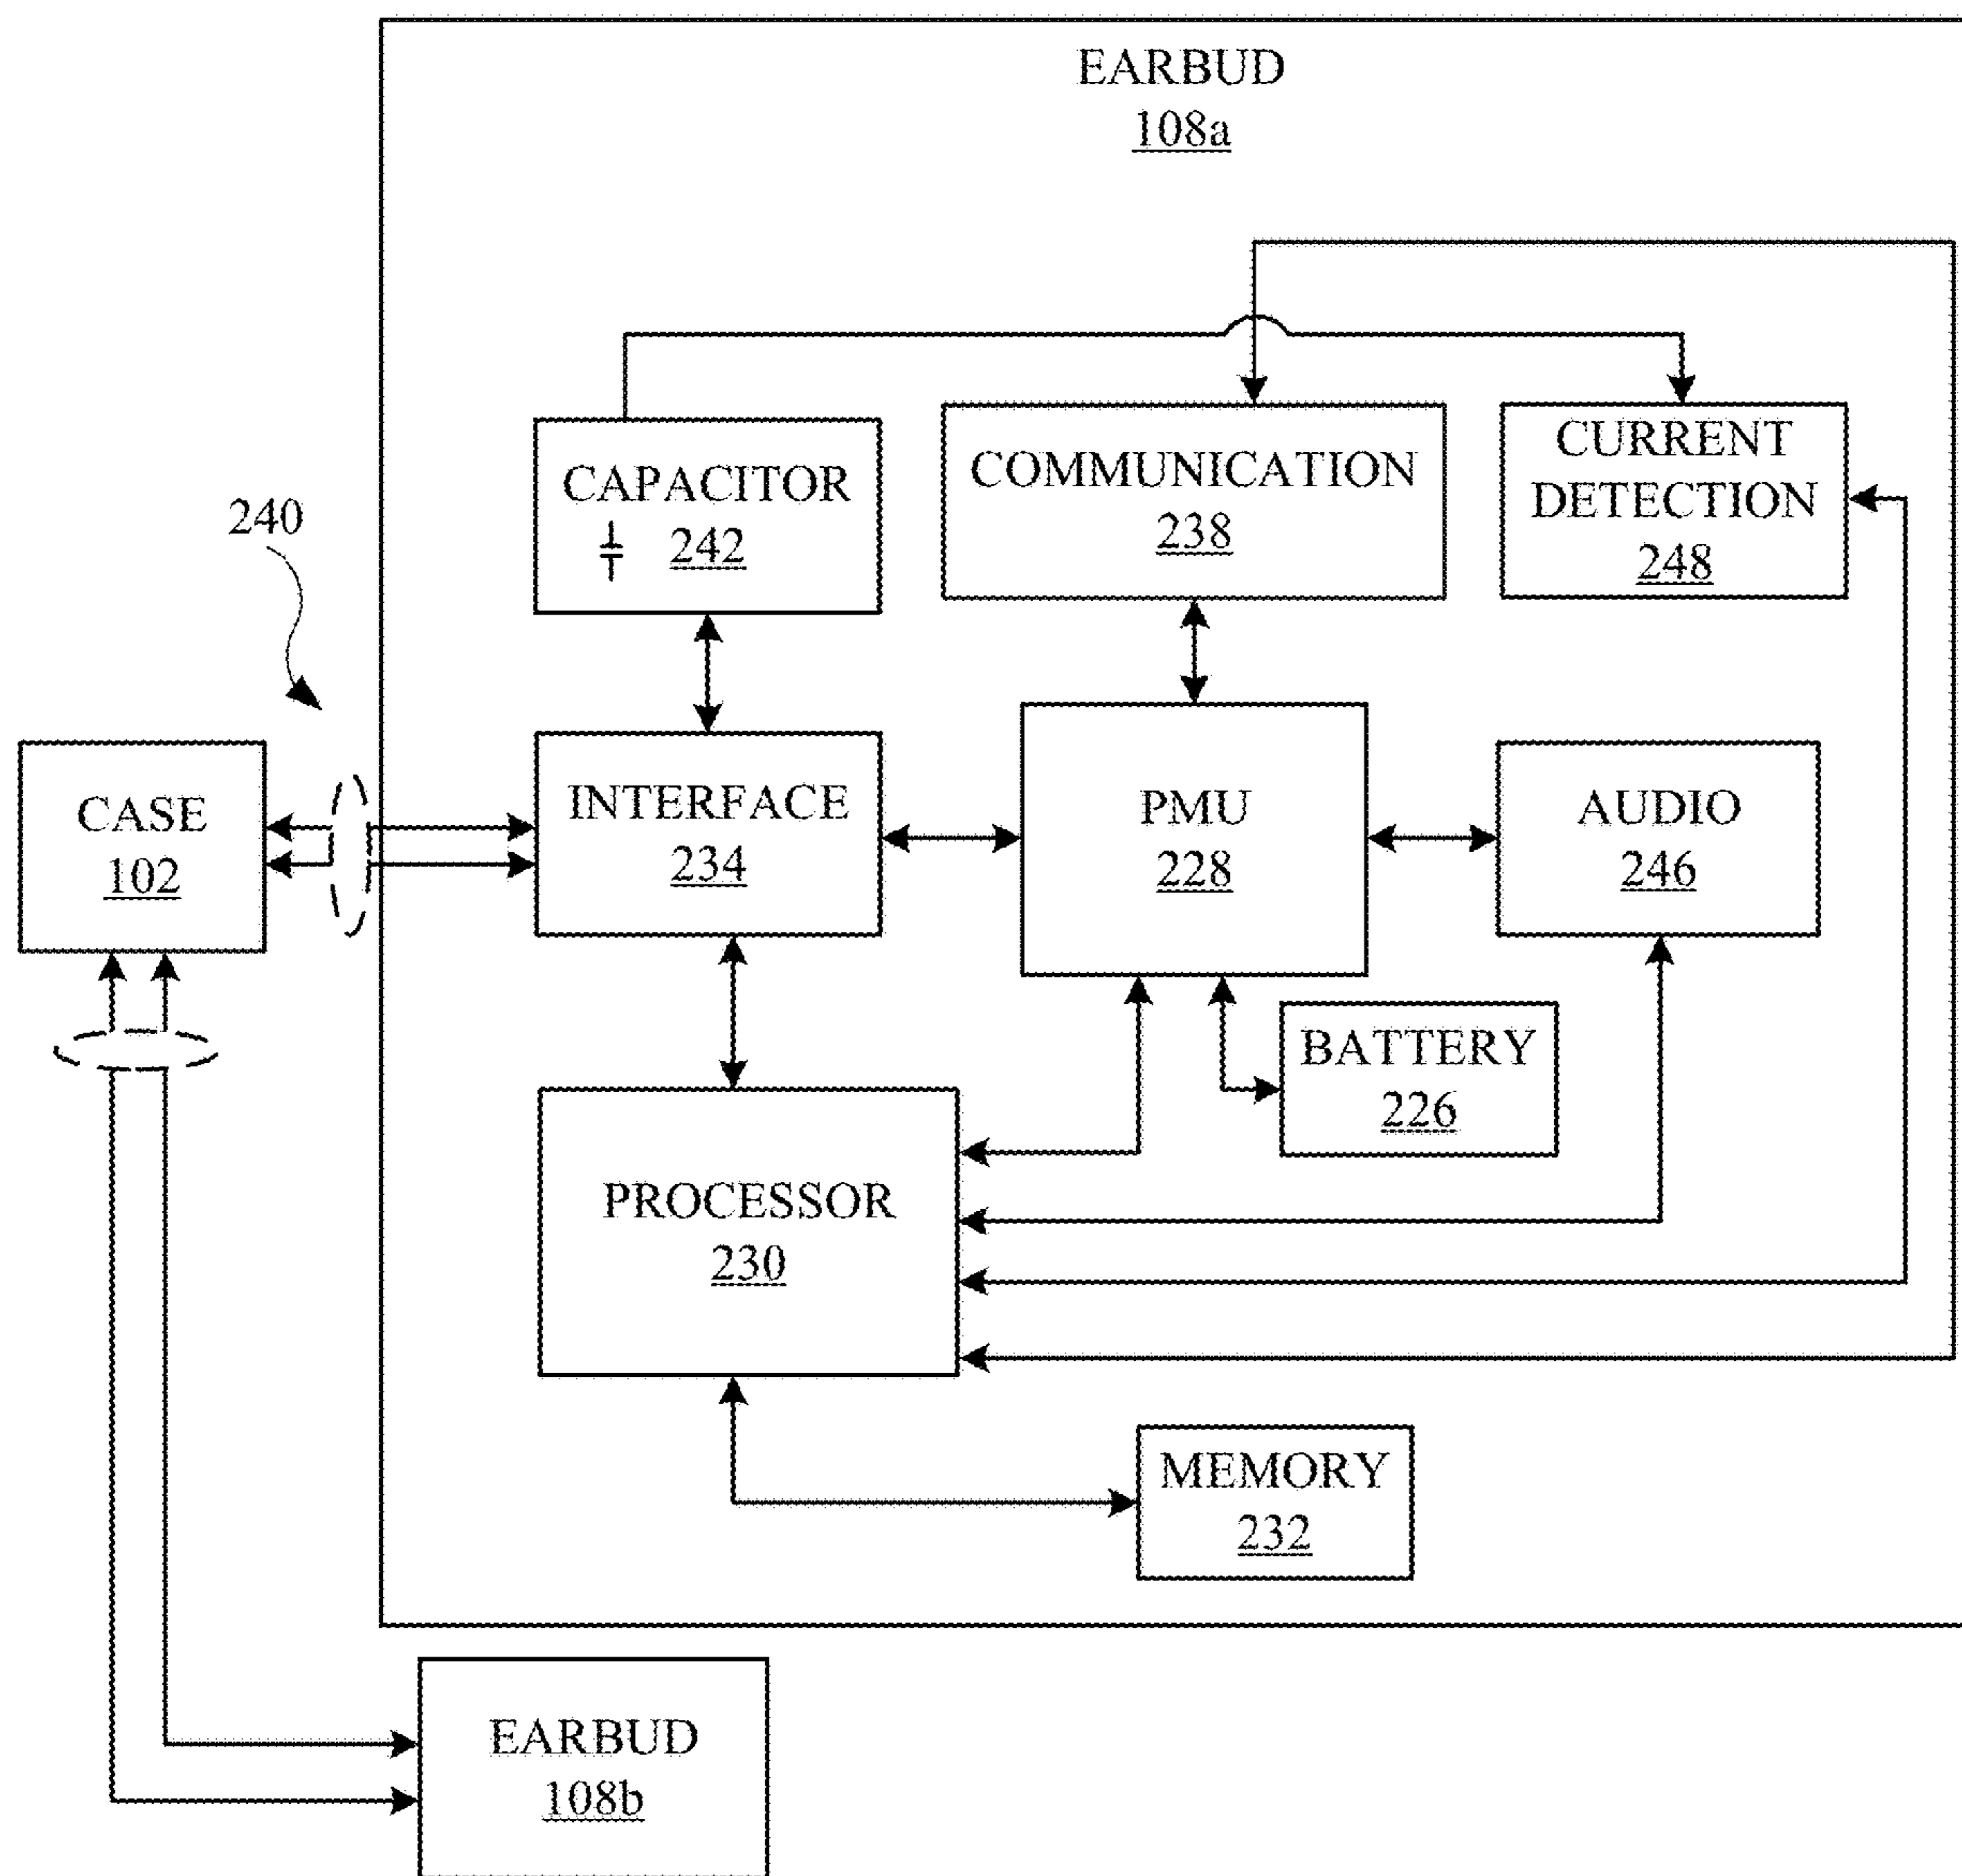 EARBUD
108a
CAPACITOR
242
COMMUNICATION
238
CURRENT
DETECTION
248
240
CASE
102
INTERFACE
234
PMU
228
AUDIO
246
BATTERY
226
PROCESSOR
230
MEMORY
232
EARBUD
108b